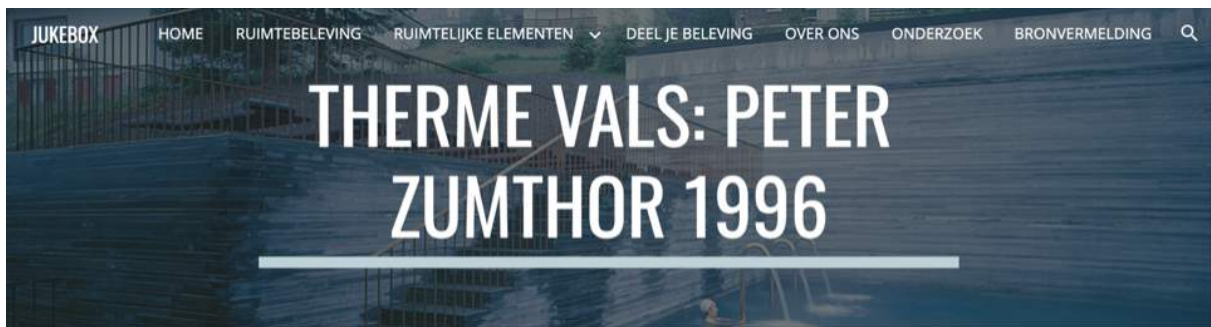 JUKEBOX HOME RUIMTEBELEVING RUIMTELIJKE ELEMENTEN DEEL JE BELEVING OVER ONS ONDERZOEK BRONVERMELDING
THERME VALS: PETER
ZUMTHOR 1996